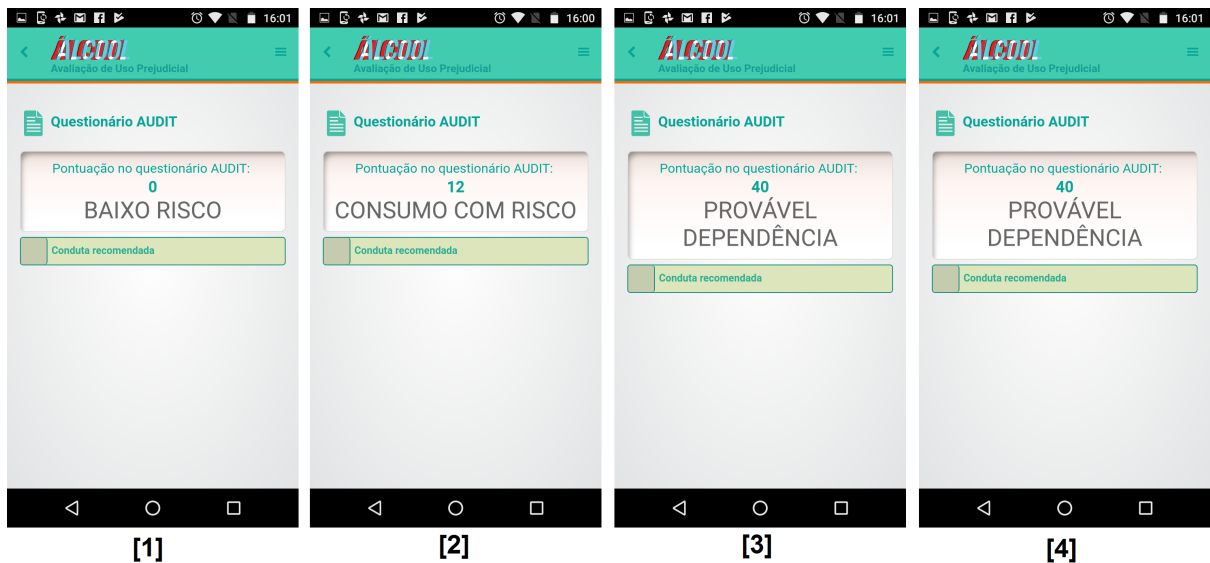 16:01
ÁLCOOL
Avaliação de Uso Prejudicial
Questionário AUDIT
Pontuação no questionário AUDIT:
0
BAIXO RISCO
Conduta recomendada
[1]
16:00
ÁLCOOL
Avaliação de Uso Prejudicial
Questionário AUDIT
Pontuação no questionário AUDIT:
12
CONSUMO COM RISCO
Conduta recomendada
[2]
16:01
ÁLCOOL
Avaliação de Uso Prejudicial
Questionário AUDIT
Pontuação no questionário AUDIT:
40
PROVÁVEL
DEPENDÊNCIA
Conduta recomendada
[3]
16:01
ÁLCOOL
Avaliação de Uso Prejudicial
Questionário AUDIT
Pontuação no questionário AUDIT:
40
PROVÁVEL
DEPENDÊNCIA
Conduta recomendada
[4]